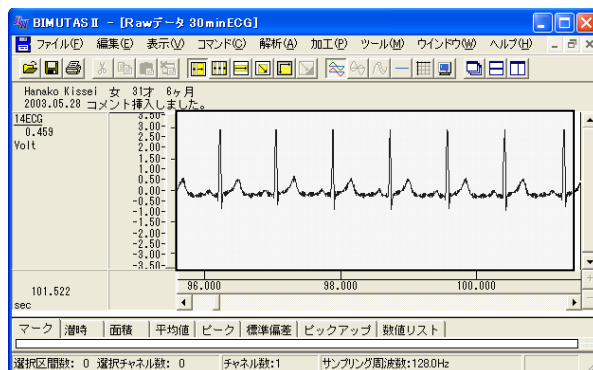 BIMUTASⅡ - [Rawデータ 30minECG]
ファイル(F) 編集(E) 表示(V) コマンド(C) 解析(A) 加工(P) ツール(M) ウインドウ(W) ヘルプ(H)
Hanako Kissei 女 31才 6ヶ月
2003.05.28 コメント挿入しました。
14ECG
0.459
Volt
3.50
3.00
2.50
2.00
1.50
1.00
0.50
0.00
-0.50
-1.00
-1.50
-2.00
-2.50
-3.00
-3.50
96.000 98.000 100.000
101.522
sec
マーク 潜時 面積 平均値 ピーク 標準偏差 ピックアップ 数値リスト
選択区間数: 0 選択チャネル数: 0 チャネル数:1 サンプリング周波数:128.0Hz